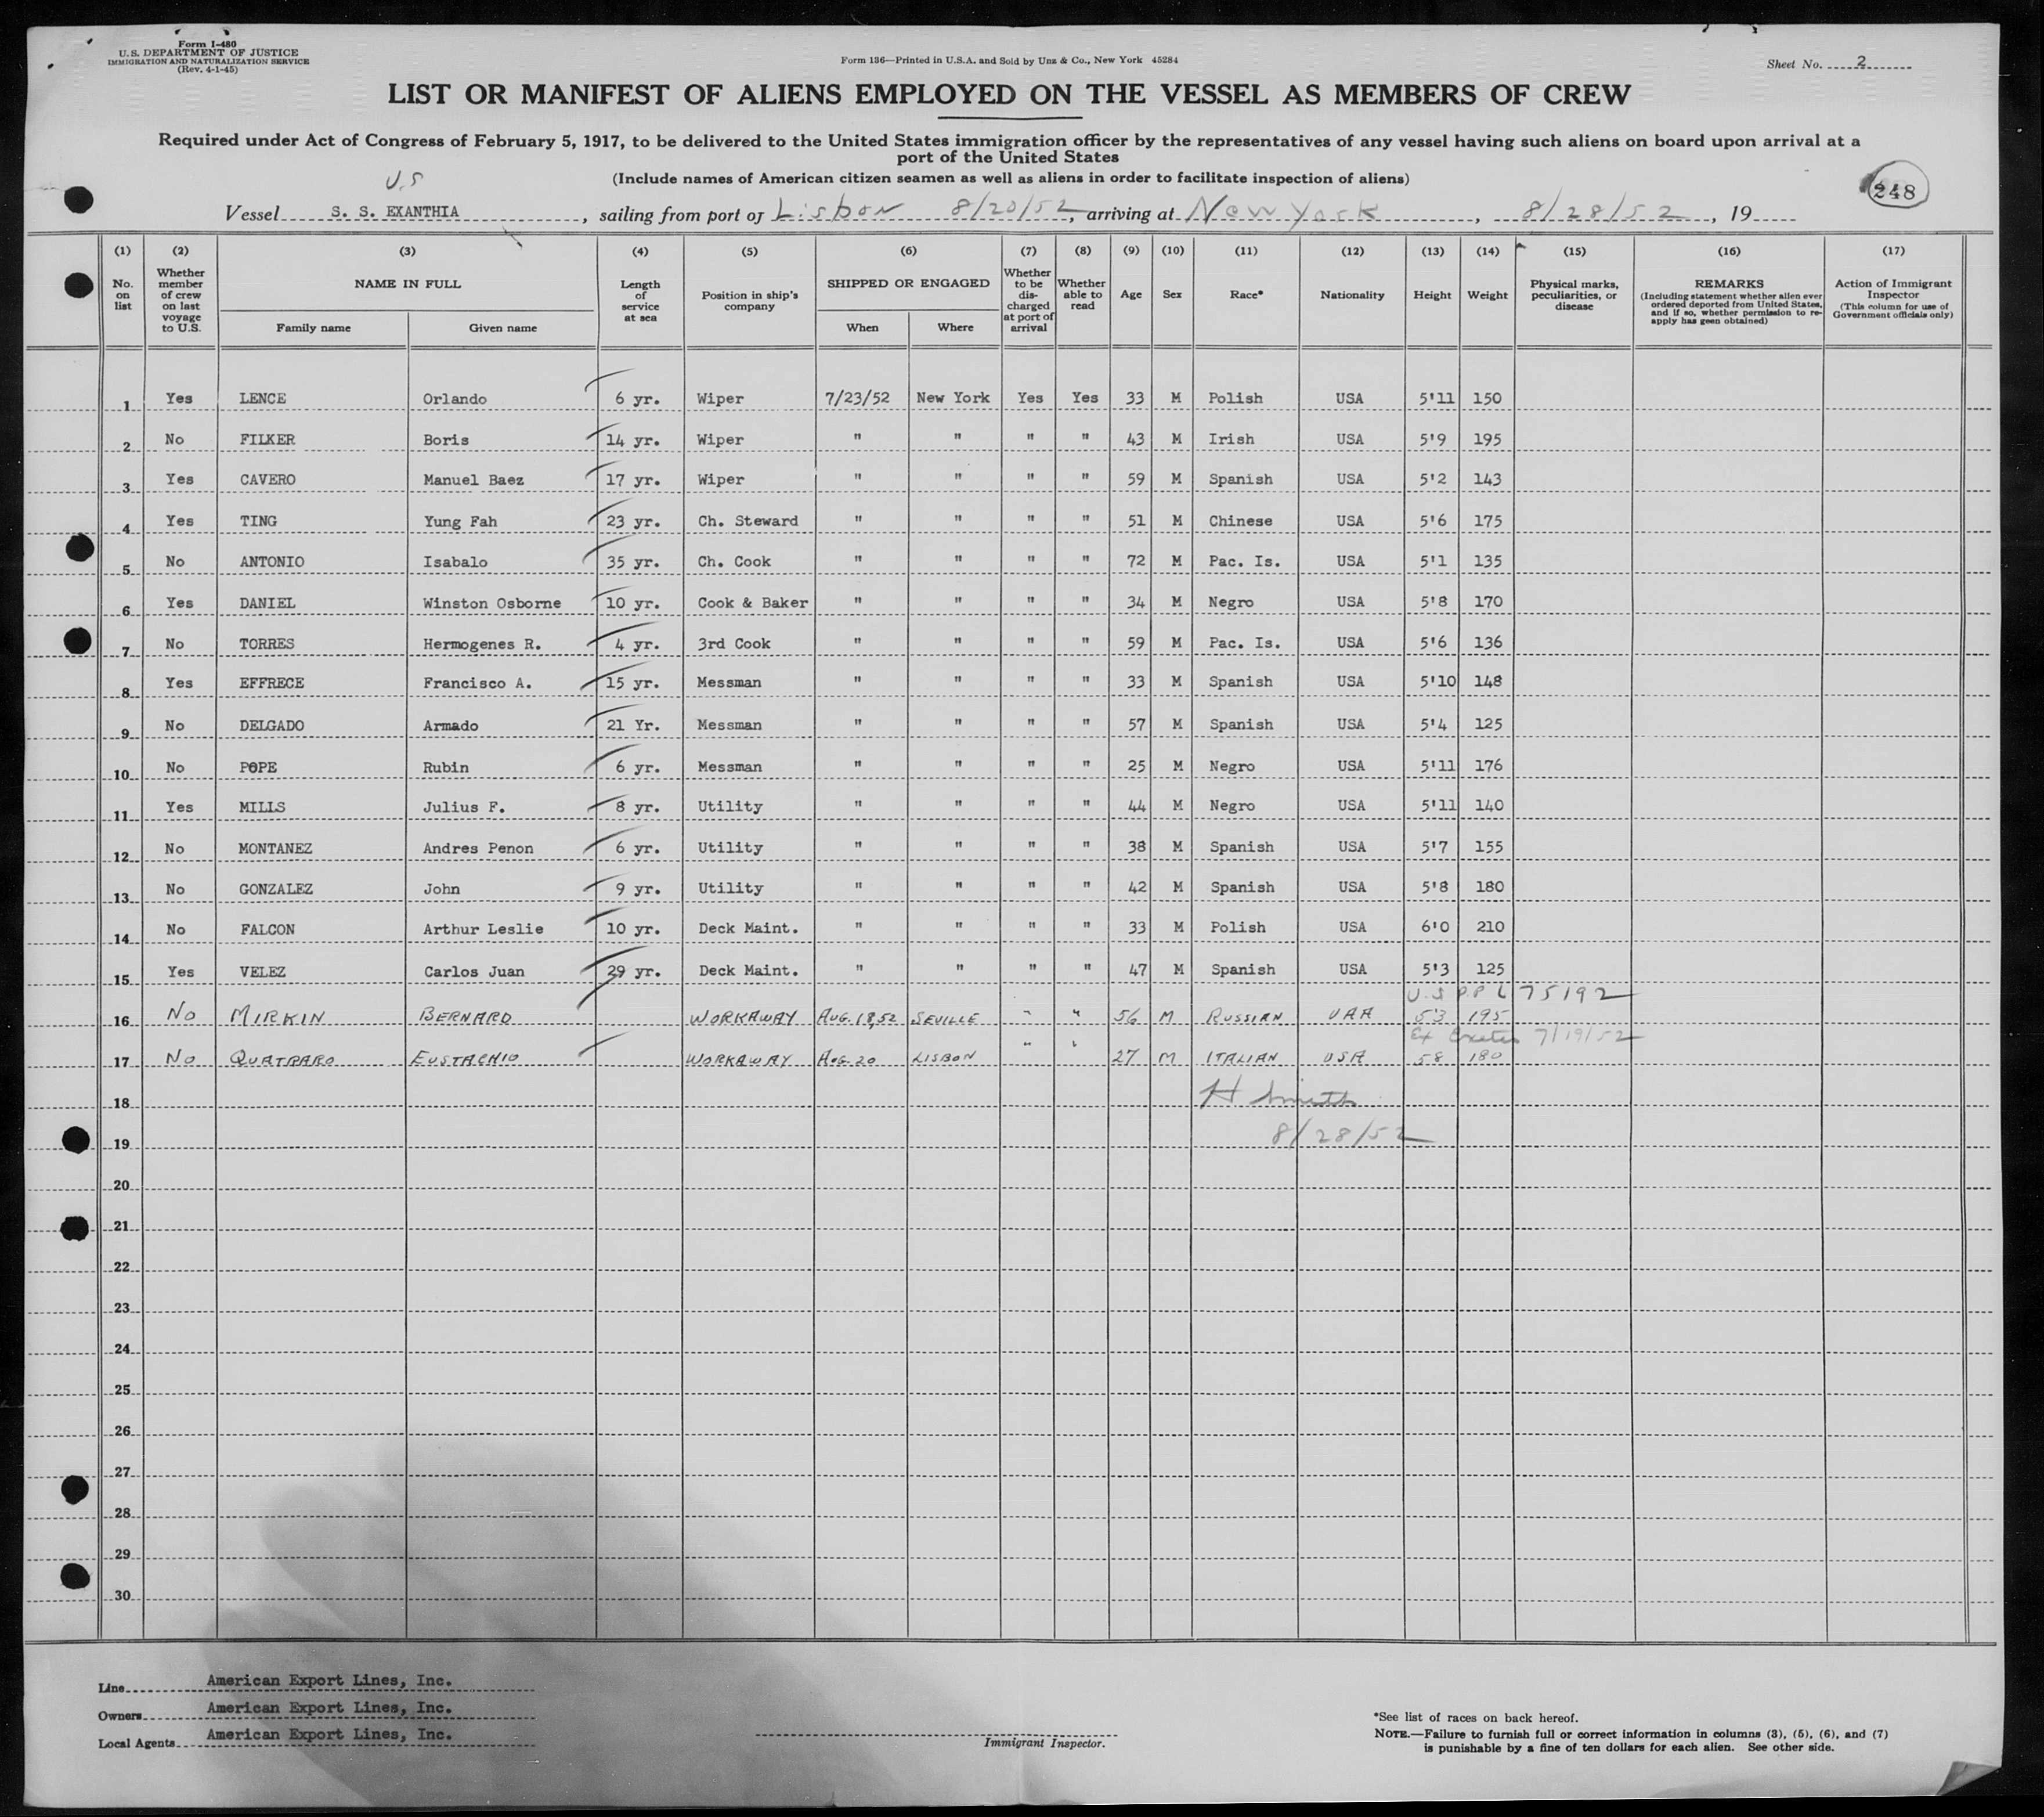 Form I-480
U. S. DEPARTMENT OF JUSTICE
IMMIGRATION AND NATURALIZATION SERVICE
(Rev. 4-1-45)
Form 136—Printed in U.S.A. and Sold by Unz & Co., New York 45284
Sheet No. 2
LIST OR MANIFEST OF ALIENS EMPLOYED ON THE VESSEL AS MEMBERS OF CREW
Required under Act of Congress of February 5, 1917, to be delivered to the United States immigration officer by the representatives of any vessel having such aliens on board upon arrival at a
port of the United States
(Include names of American citizen seamen as well as aliens in order to facilitate inspection of aliens)
U.S
248
Vessel S. S. EXANTHIA, sailing from port of Lisbon 8/20/52, arriving at New York, 8/28/52, 19
(1) (2) (3) (4) (5) (6) (7) (8) (9) (10) (11) (12) (13) (14) (15) (16) (17)
No. on list
Whether member of crew on last voyage to U.S.
NAME IN FULL
Family name Given name
Length of service at sea
Position in ship's company
SHIPPED OR ENGAGED
When Where
Whether to be dis-charged at port of arrival
Whether able to read
Age
Sex
Race*
Nationality
Height
Weight
Physical marks, peculiarities, or disease
REMARKS
(Including statement whether alien ever ordered deported from United States, and if so, whether permission to re-apply has geen obtained)
Action of Immigrant Inspector
(This column for use of Government officials only)
1 Yes LENCE Orlando 6 yr. Wiper 7/23/52 New York Yes Yes 33 M Polish USA 5'11 150
2 No FILKER Boris 14 yr. Wiper " " " " 43 M Irish USA 5'9 195
3 Yes CAVERO Manuel Baez 17 yr. Wiper " " " " 59 M Spanish USA 5'2 143
4 Yes TING Yung Fah 23 yr. Ch. Steward " " " " 51 M Chinese USA 5'6 175
5 No ANTONIO Isabalo 35 yr. Ch. Cook " " " " 72 M Pac. Is. USA 5'1 135
6 Yes DANIEL Winston Osborne 10 yr. Cook & Baker " " " " 34 M Negro USA 5'8 170
7 No TORRES Hermogenes R. 4 yr. 3rd Cook " " " " 59 M Pac. Is. USA 5'6 136
8 Yes EFFRECE Francisco A. 15 yr. Messman " " " " 33 M Spanish USA 5'10 148
9 No DELGADO Armado 21 Yr. Messman " " " " 57 M Spanish USA 5'4 125
10 No POPE Rubin 6 yr. Messman " " " " 25 M Negro USA 5'11 176
11 Yes MILLS Julius F. 8 yr. Utility " " " " 44 M Negro USA 5'11 140
12 No MONTANEZ Andres Penon 6 yr. Utility " " " " 38 M Spanish USA 5'7 155
13 No GONZALEZ John 9 yr. Utility " " " " 42 M Spanish USA 5'8 180
14 No FALCON Arthur Leslie 10 yr. Deck Maint. " " " " 33 M Polish USA 6'0 210
15 Yes VELEZ Carlos Juan 29 yr. Deck Maint. " " " " 47 M Spanish USA 5'3 125
75192
16 No MIRKIN BERNARD WORKAWAY AUG. 18, 52 SEVILLE " " 56 M RUSSIAN 53 195
Ex Exeter 7/19/52
17 No QUATRARO EUSTACHIO WORKAWAY AUG. 20 LISBON " " 27 M ITALIAN USA 58 180
18 H Smith
19 8/28/52
20
21
22
23
24
25
26
27
28
29
30
Line American Export Lines, Inc.
Owners American Export Lines, Inc.
Local Agents American Export Lines, Inc.
Immigrant Inspector.
*See list of races on back hereof.
NOTE.—Failure to furnish full or correct information in columns (3), (5), (6), and (7)
is punishable by a fine of ten dollars for each alien. See other side.